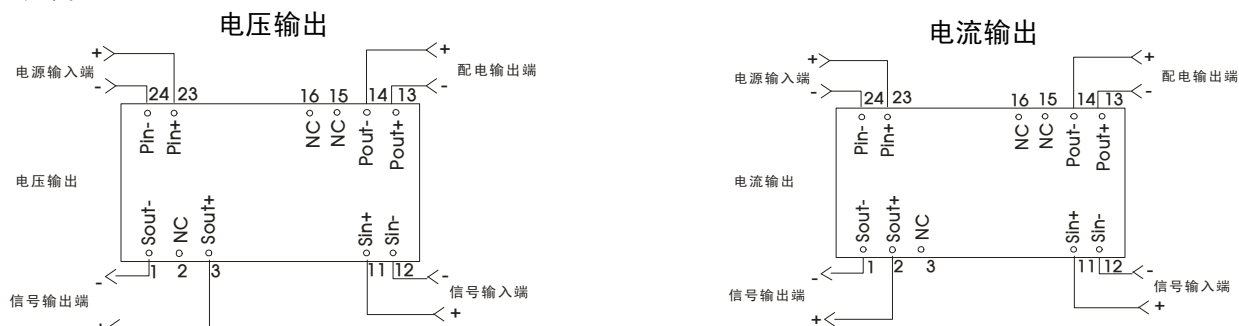 电压输出
+
电源输入端
-
24 23 16 15 14 13
+
配电输出端
-
Pin- Pin+ NC NC Pout- Pout+
电压输出
Sout- NC Sout+ Sin+ Sin-
1 2 3 11 12
-
信号输出端
+
-
信号输入端
+
电流输出
+
电源输入端
-
24 23 16 15 14 13
+
配电输出端
-
Pin- Pin+ NC NC Pout- Pout+
电流输出
Sout- Sout+ NC Sin+ Sin-
1 2 3 11 12
-
信号输出端
+
-
信号输入端
+